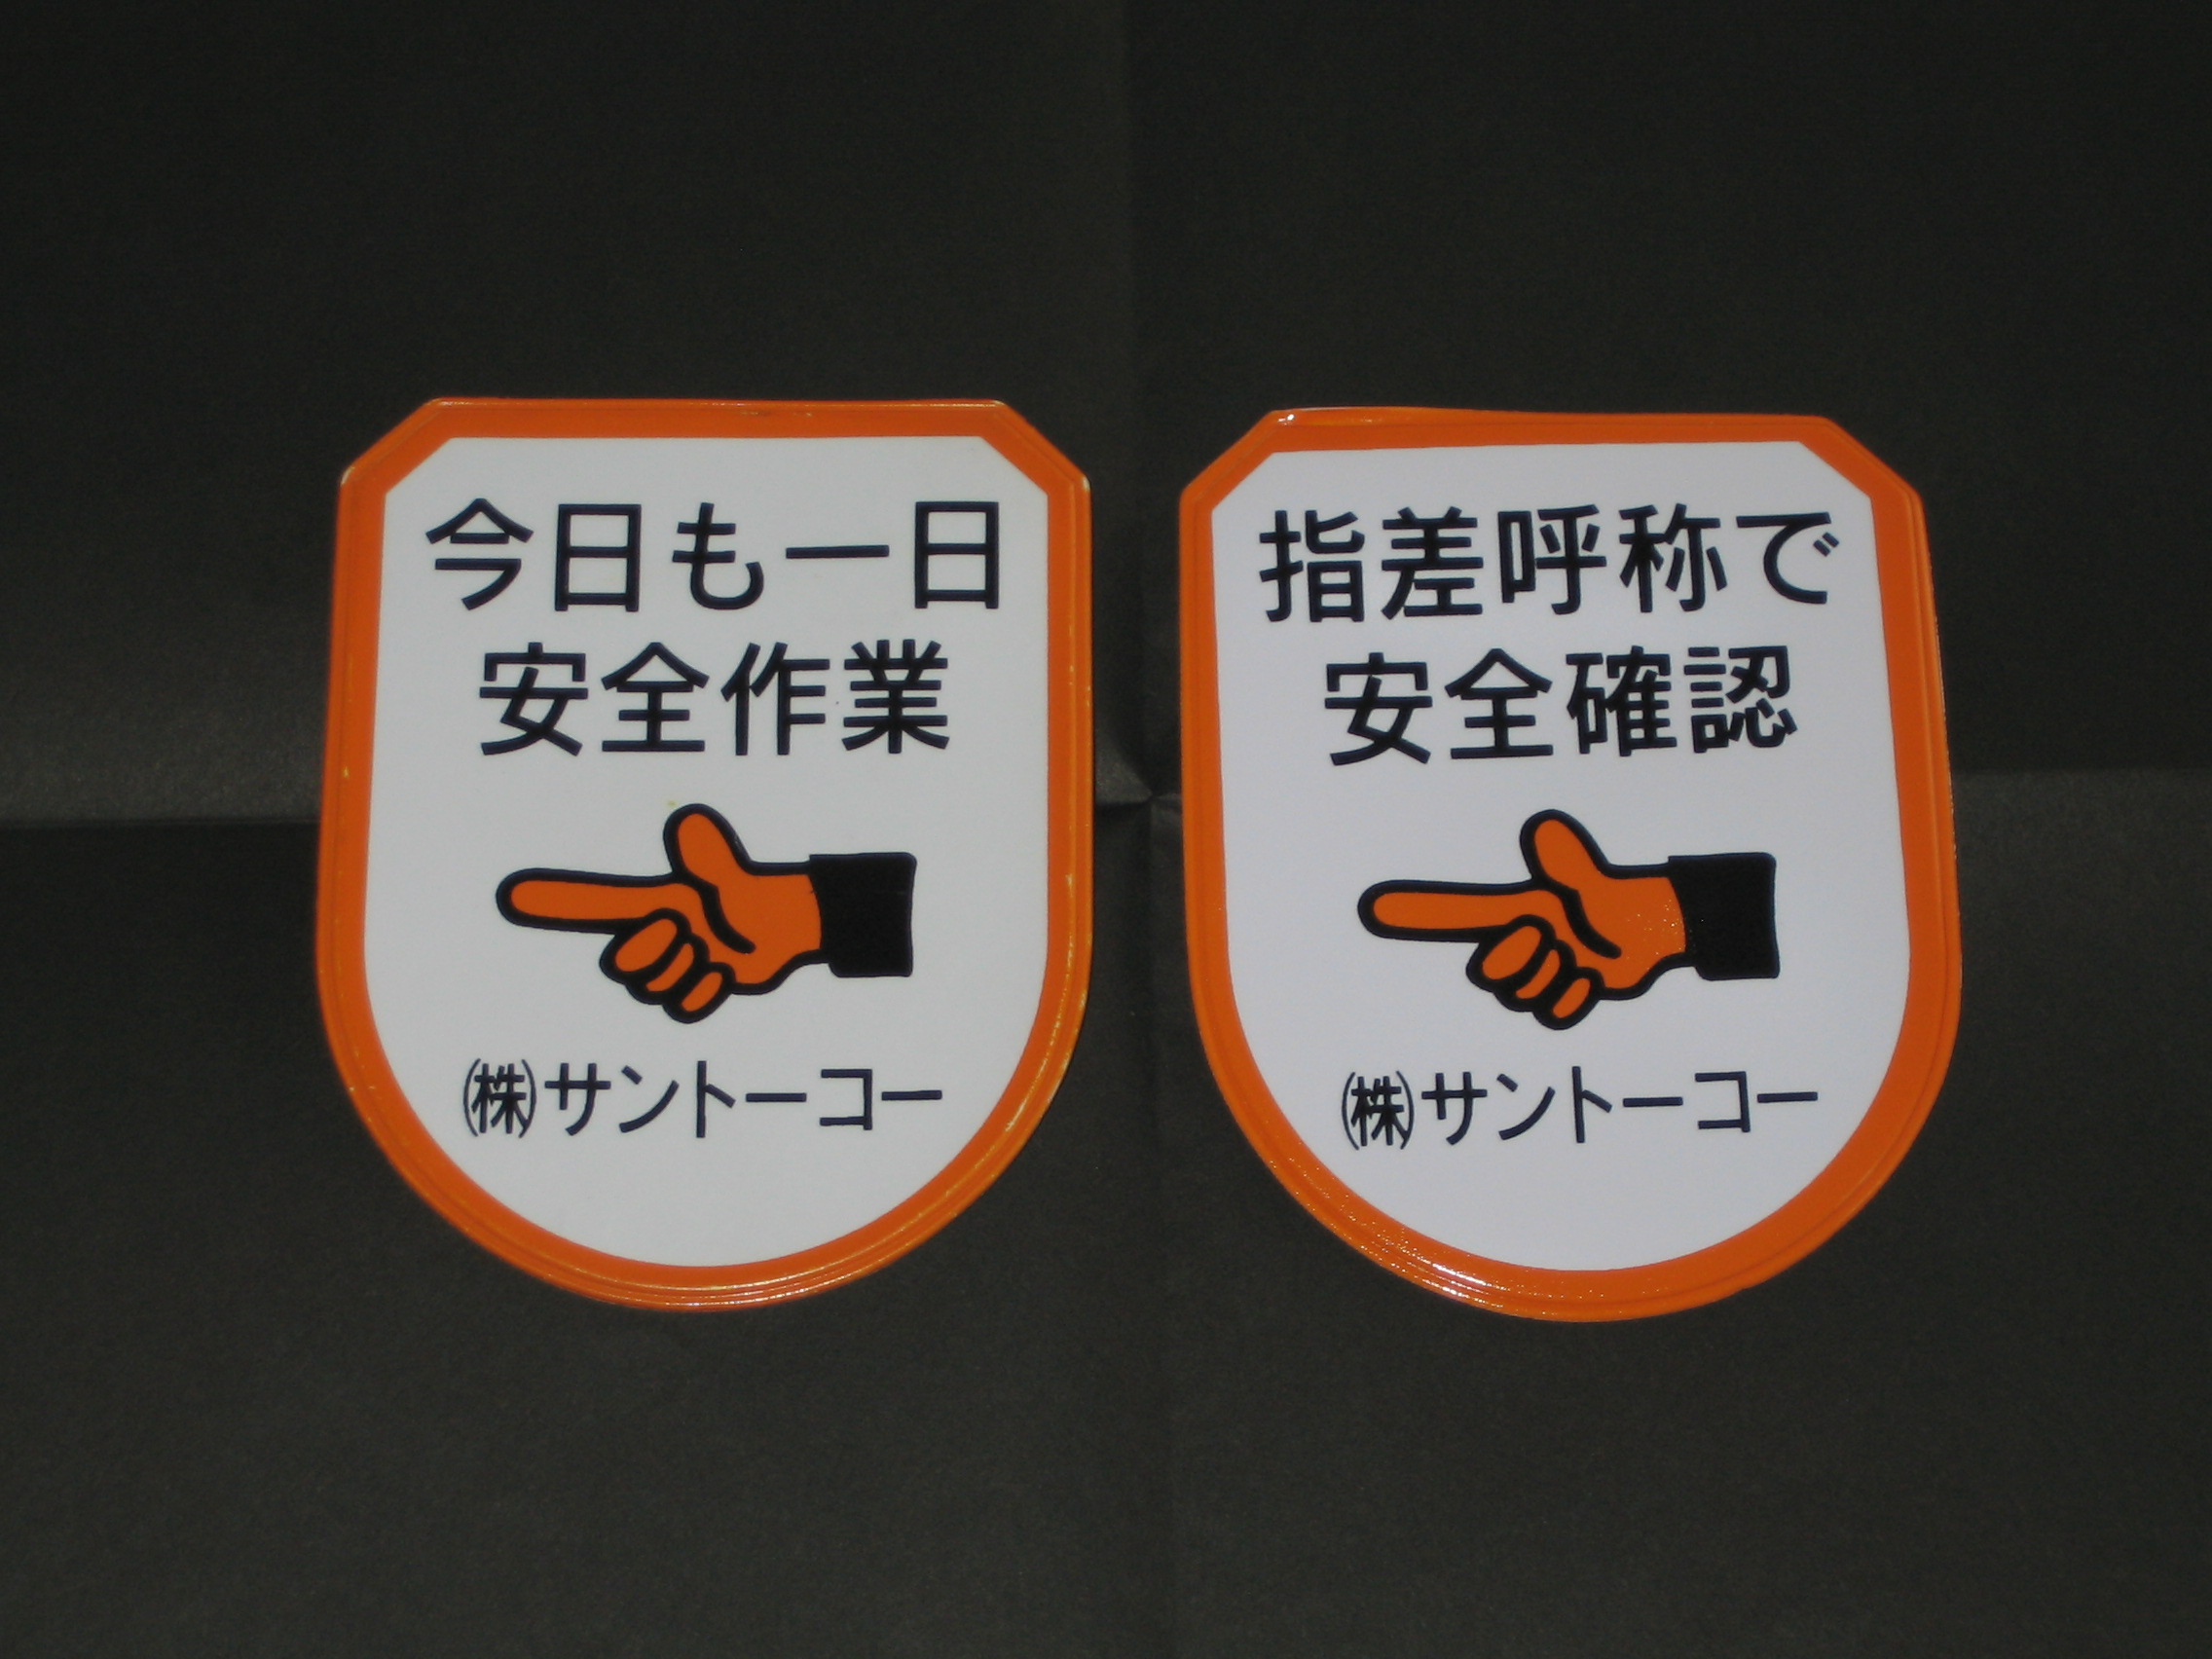 今日も一日
安全作業
㈱サントーコー
指差呼称で
安全確認
㈱サントーコー